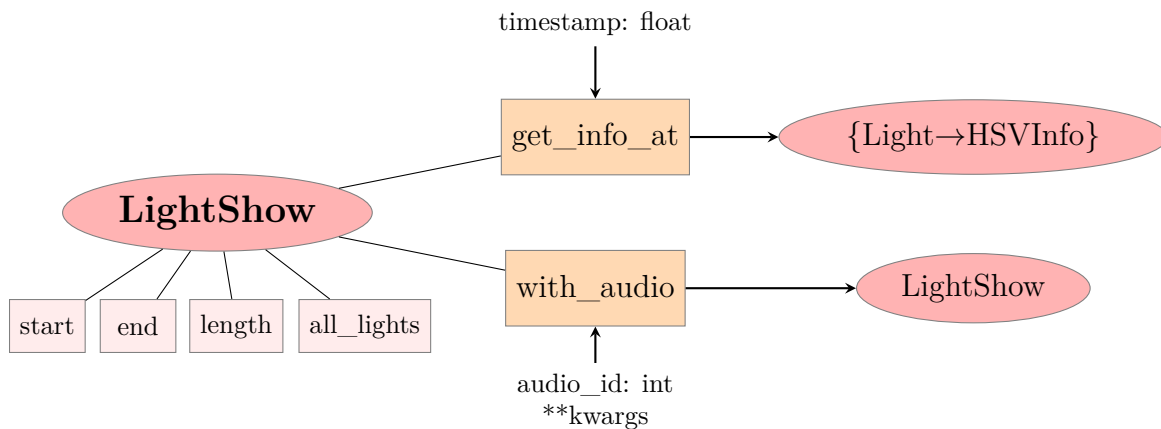 timestamp: float
get_info_at
{Light→HSVInfo}
LightShow
with_audio
LightShow
start
end
length
all_lights
audio_id: int
**kwargs